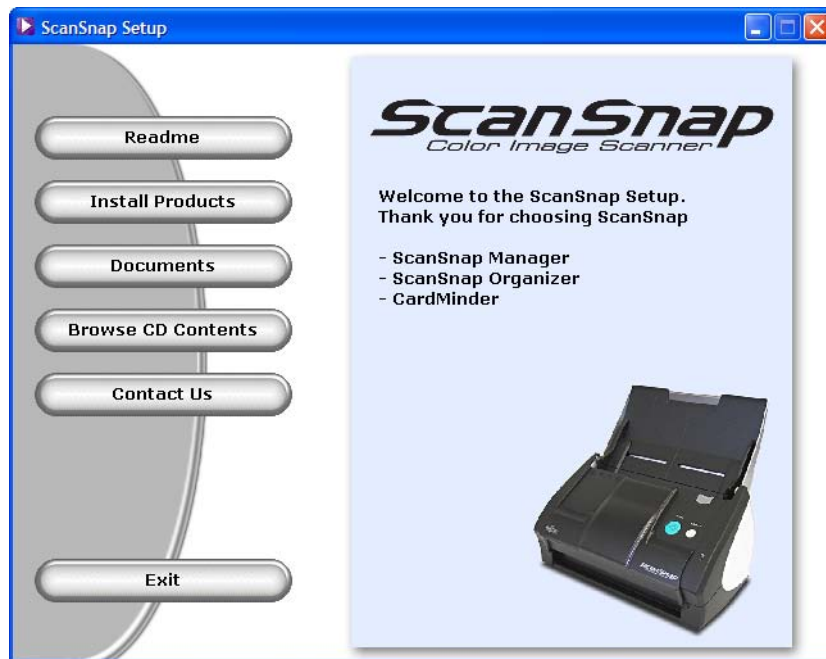 ScanSnap Setup
Readme
Install Products
Documents
Browse CD Contents
Contact Us
Exit
ScanSnap
Color Image Scanner
Welcome to the ScanSnap Setup.
Thank you for choosing ScanSnap
- ScanSnap Manager
- ScanSnap Organizer
- CardMinder
ScanSnap